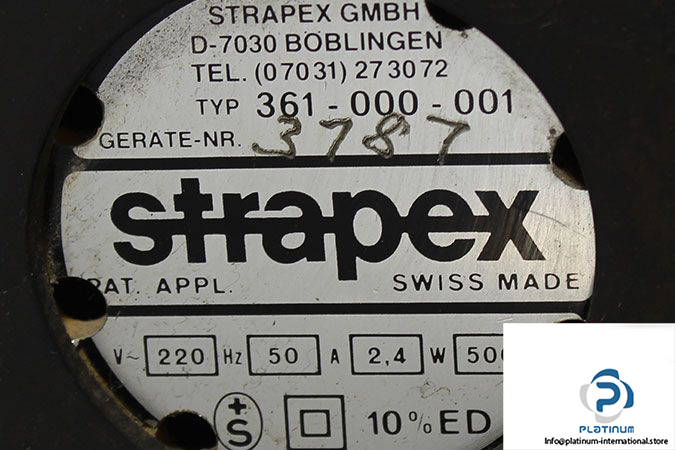 STRAPEX GMBH
D-7030 BÖBLINGEN
TEL. (07031) 273072
TYP 361-000-001
GERÄTE-NR. 3787
strapex
PAT. APPL. SWISS MADE
V~ 220 Hz 50 A 2,4 W
+S 10% ED
PLATINUM
Info@platinum-international.store